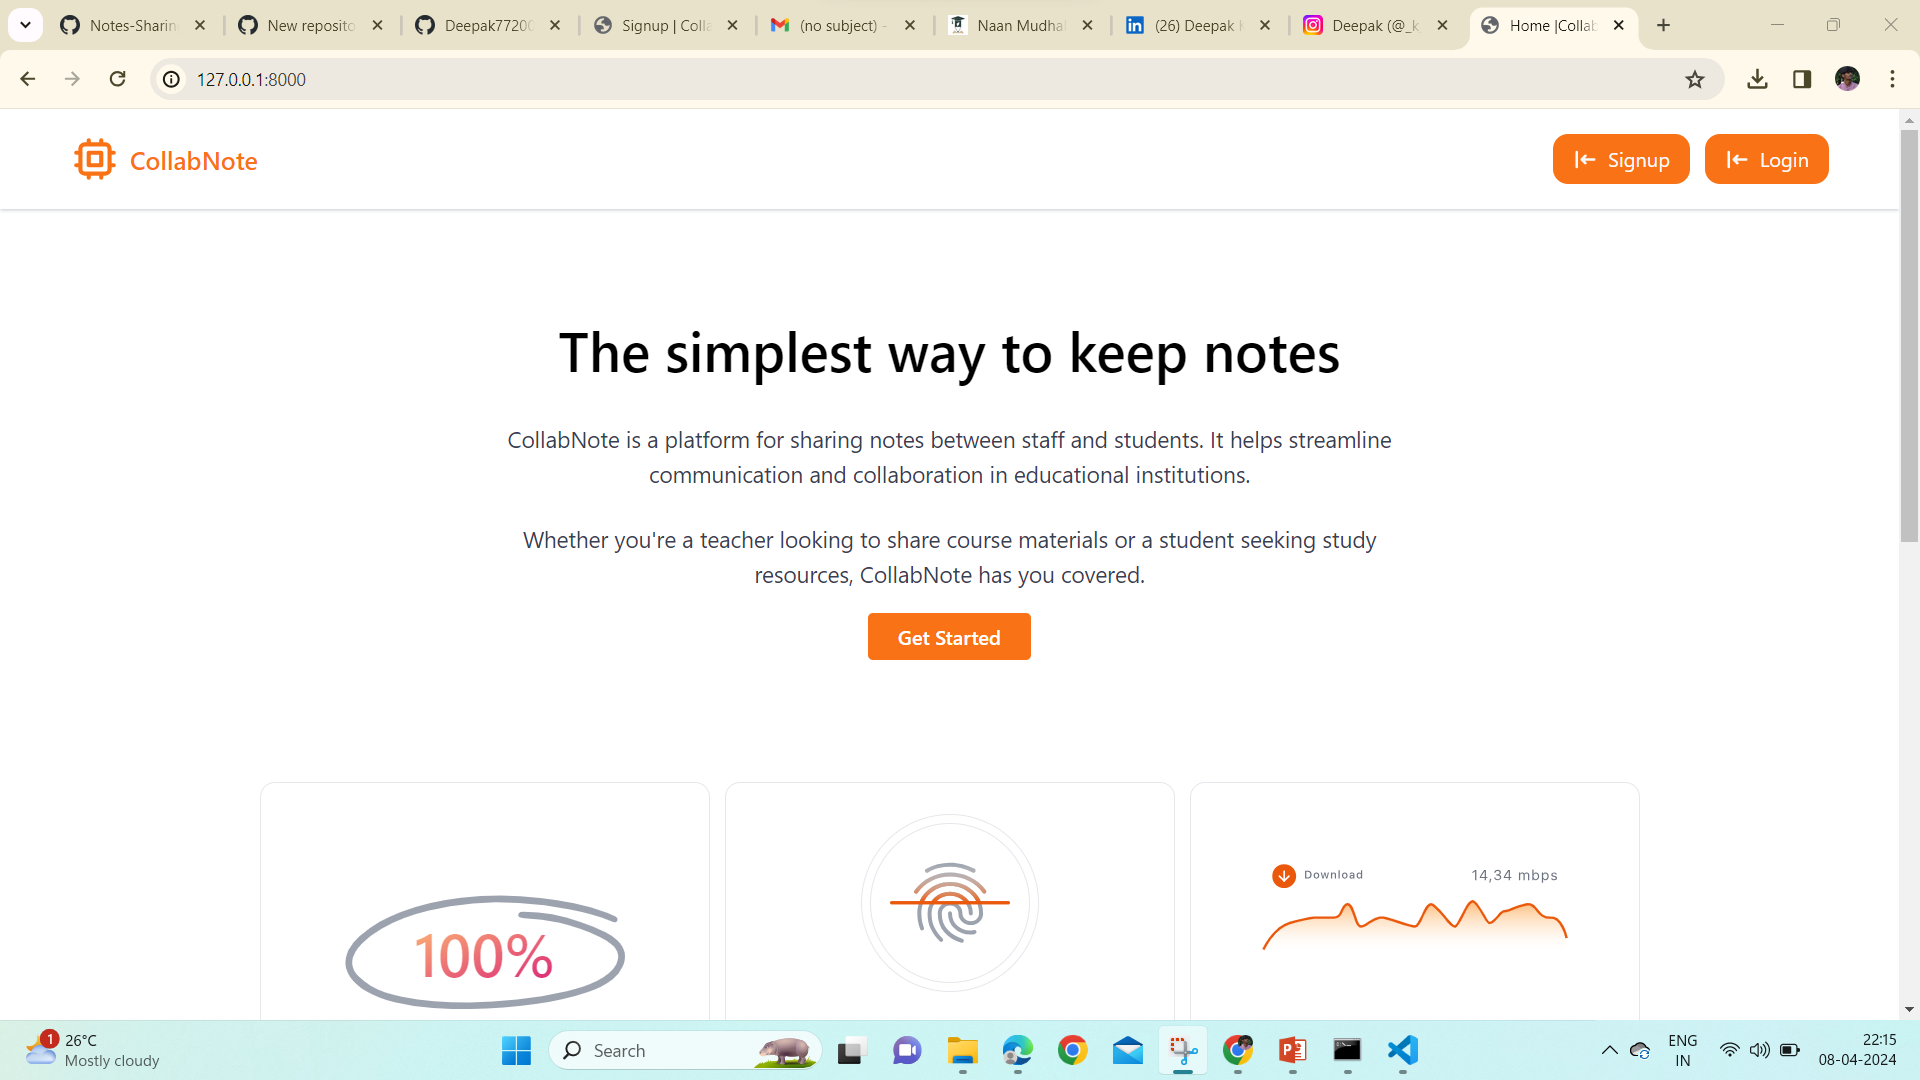 Notes-Sharin
New reposito
Deepak7720
Signup | Colla
(no subject) -
Naan Mudhal
(26) Deepak K
Deepak (@_k
Home |Collab
127.0.0.1:8000
CollabNote
Signup
Login
The simplest way to keep notes
CollabNote is a platform for sharing notes between staff and students. It helps streamline
communication and collaboration in educational institutions.
Whether you're a teacher looking to share course materials or a student seeking study
resources, CollabNote has you covered.
Get Started
100%
Download
14,34 mbps
1
26°C
Mostly cloudy
Search
ENG
IN
22:15
08-04-2024